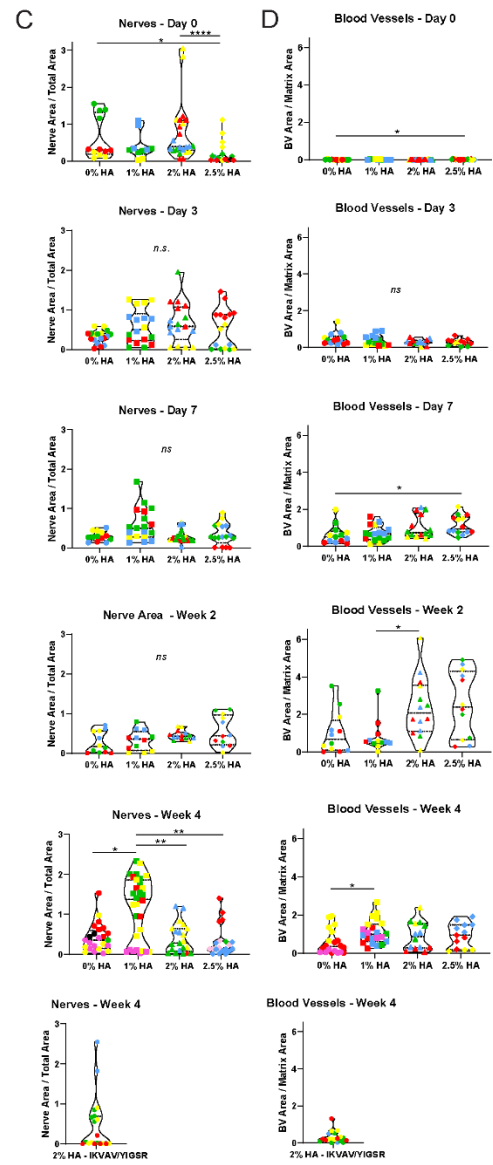 C
Nerves - Day 0
Nerve Area / Total Area
3
2
1
0
*
****
0% HA 1% HA 2% HA 2.5% HA
D
Blood Vessels - Day 0
BV Area / Matrix Area
6
4
2
0
*
0% HA 1% HA 2% HA 2.5% HA
Nerves - Day 3
Nerve Area / Total Area
3
2
1
0
n.s.
0% HA 1% HA 2% HA 2.5% HA
Blood Vessels - Day 3
BV Area / Matrix Area
6
4
2
0
ns
0% HA 1% HA 2% HA 2.5% HA
Nerves - Day 7
Nerve Area / Total Area
3
2
1
0
ns
0% HA 1% HA 2% HA 2.5% HA
Blood Vessels - Day 7
BV Area / Matrix Area
6
4
2
0
*
0% HA 1% HA 2% HA 2.5% HA
Nerve Area - Week 2
Nerve Area / Total Area
3
2
1
0
ns
0% HA 1% HA 2% HA 2.5% HA
Blood Vessels - Week 2
BV Area / Matrix Area
6
4
2
0
*
0% HA 1% HA 2% HA 2.5% HA
Nerves - Week 4
Nerve Area / Total Area
3
2
1
0
*
**
**
0% HA 1% HA 2% HA 2.5% HA
Blood Vessels - Week 4
BV Area / Matrix Area
6
4
2
0
*
0% HA 1% HA 2% HA 2.5% HA
Nerves - Week 4
Nerve Area / Total Area
3
2
1
0
2% HA - IKVAV/YIGSR
Blood Vessels - Week 4
BV Area / Matrix Area
6
4
2
0
2% HA - IKVAV/YIGSR